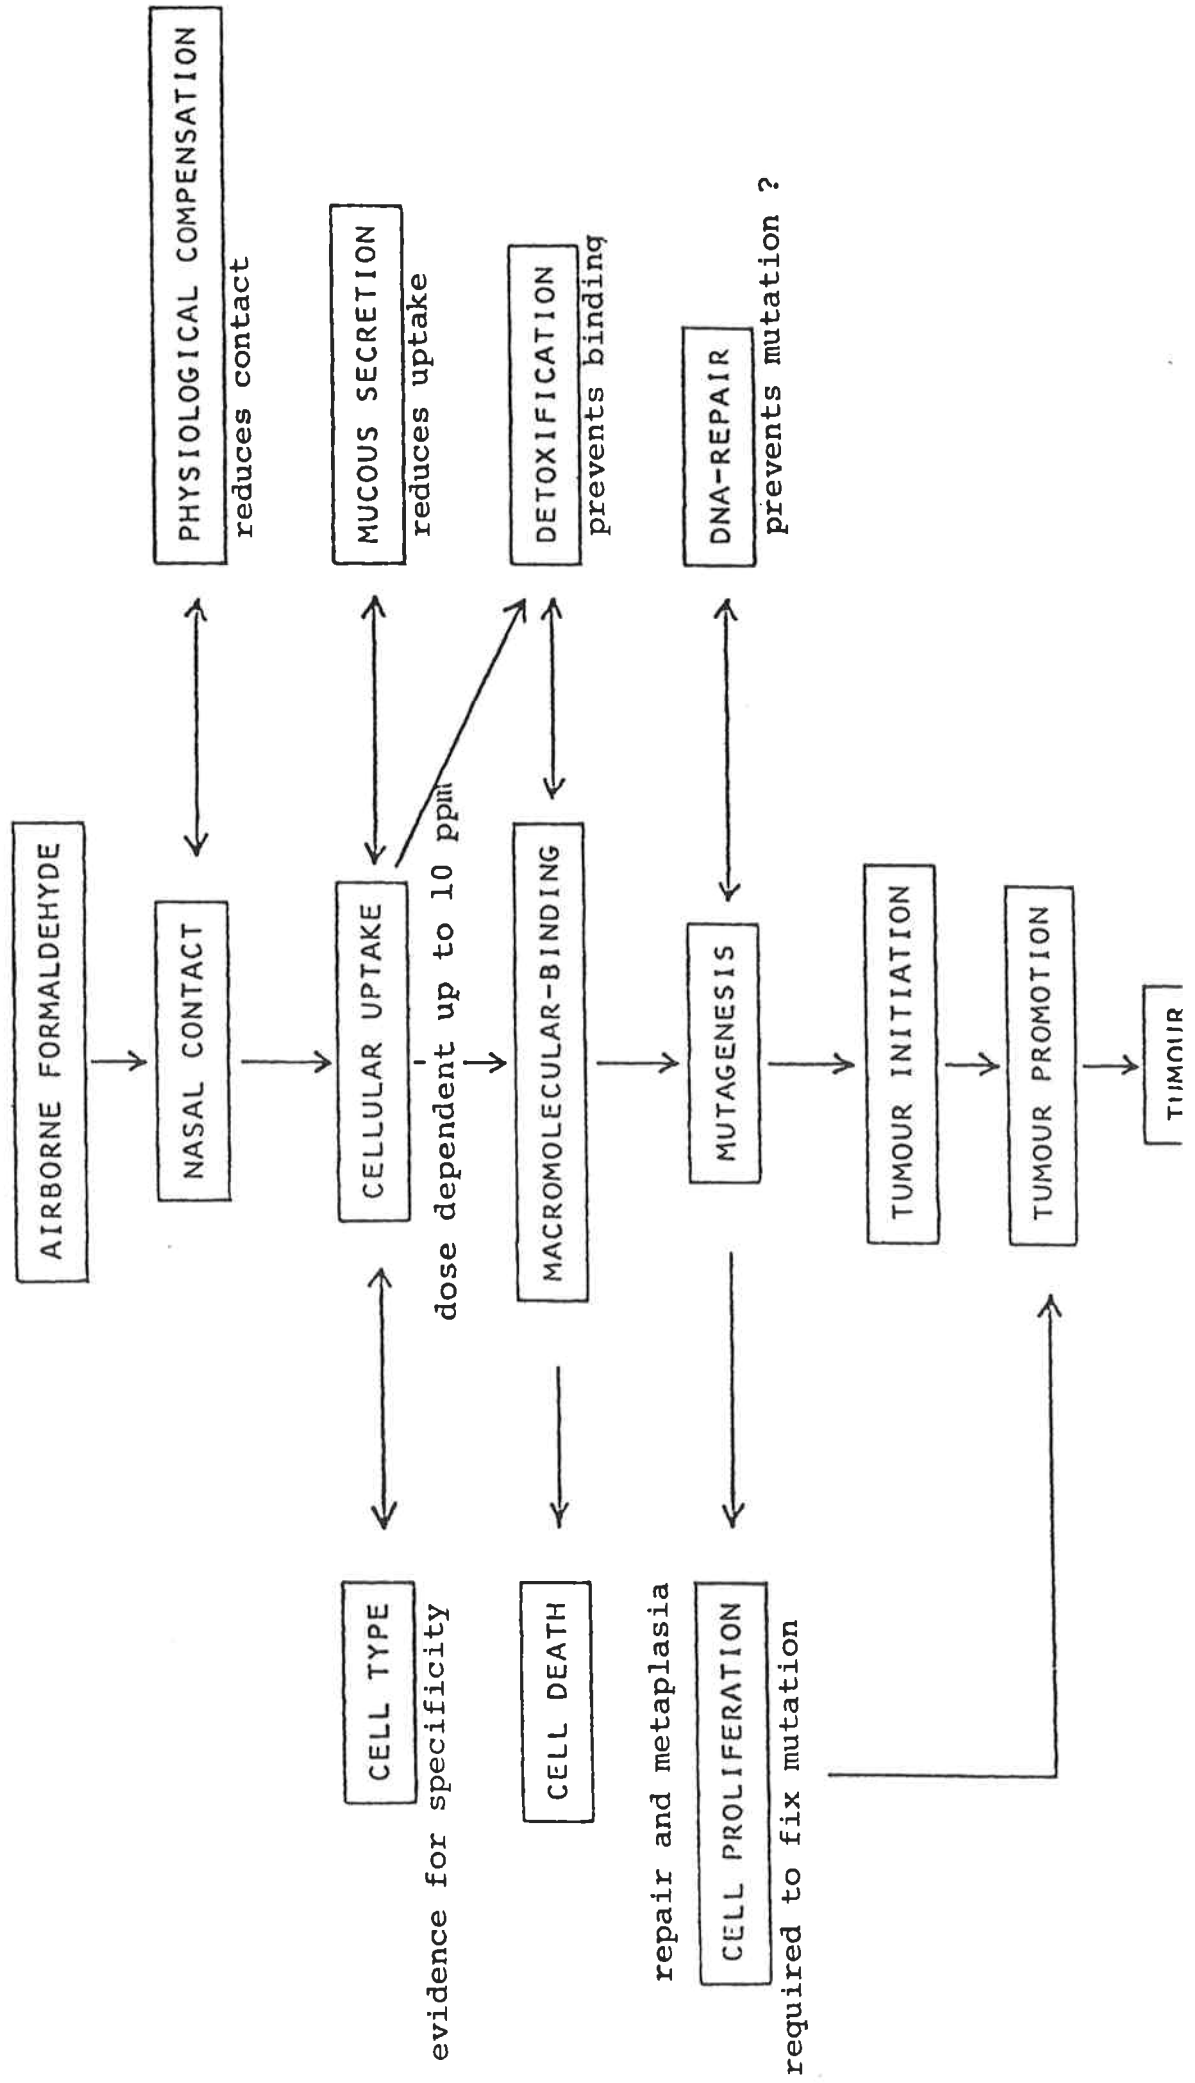 AIRBORNE FORMALDEHYDE
NASAL CONTACT
PHYSIOLOGICAL COMPENSATION
reduces contact
CELL TYPE
evidence for specificity
CELLULAR UPTAKE
MUCOUS SECRETION
reduces uptake
dose dependent up to 10 ppm
CELL DEATH
MACROMOLECULAR-BINDING
DETOXIFICATION
prevents binding
repair and metaplasia
CELL PROLIFERATION
required to fix mutation
MUTAGENESIS
DNA-REPAIR
prevents mutation ?
TUMOUR INITIATION
TUMOUR PROMOTION
TUMOUR